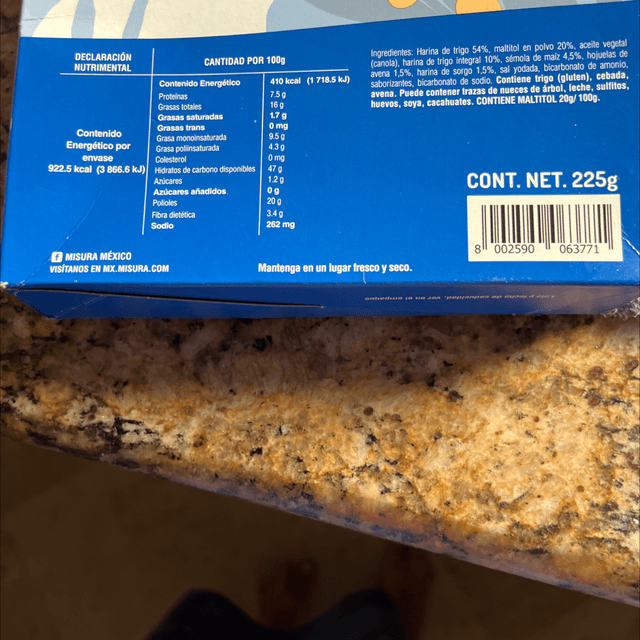 DECLARACIÓN
NUTRIMENTAL
CANTIDAD POR 100g
Contenido Energético 410 kcal (1 718.5 kJ)
Proteínas 7.5 g
Grasas totales 16 g
Grasas saturadas 1.7 g
Grasas trans 0 mg
Grasa monoinsaturada 9.5 g
Grasa poliinsaturada 4.3 g
Colesterol 0 mg
Hidratos de carbono disponibles 47 g
Azúcares 1.2 g
Azúcares añadidos 0 g
Polioles 20 g
Fibra dietética 3.4 g
Sodio 262 mg
Contenido
Energético por
envase
922.5 kcal (3 866.6 kJ)
f MISURA MÉXICO
VISÍTANOS EN MX.MISURA.COM
Mantenga en un lugar fresco y seco.
Ingredientes: Harina de trigo 54%, maltitol en polvo 20%, aceite vegetal
(canola), harina de trigo integral 10%, sémola de maíz 4,5%, hojuelas de
avena 1,5%, harina de sorgo 1,5%, sal yodada, bicarbonato de amonio,
saborizantes, bicarbonato de sodio. Contiene trigo (gluten), cebada,
avena. Puede contener trazas de nueces de árbol, leche, sulfitos,
huevos, soya, cacahuates. CONTIENE MALTITOL 20g/ 100g.
CONT. NET. 225g
8 002590 063771
Lote /fecha de caducidad, ver en empaque